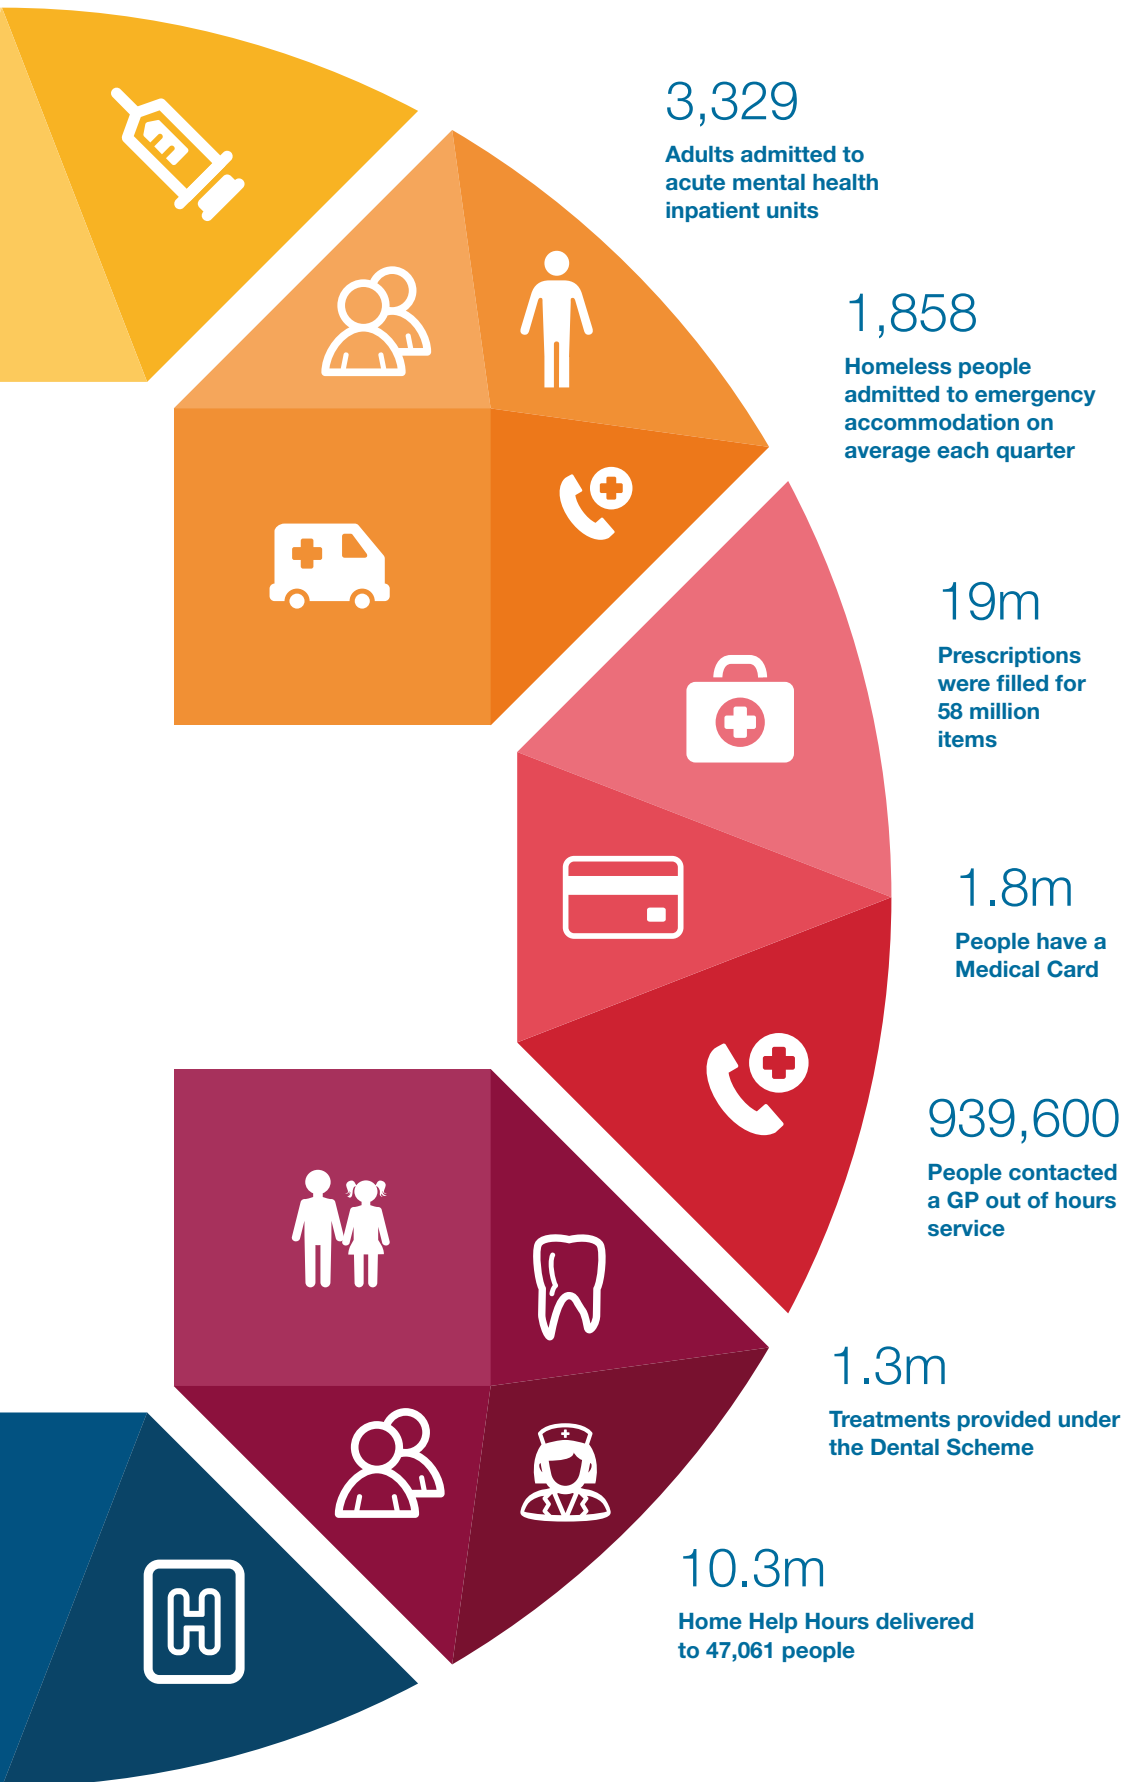 3,329
Adults admitted to
acute mental health
inpatient units
1,858
Homeless people
admitted to emergency
accommodation on
average each quarter
19m
Prescriptions
were filled for
58 million
items
1.8m
People have a
Medical Card
939,600
People contacted
a GP out of hours
service
1.3m
Treatments provided under
the Dental Scheme
10.3m
Home Help Hours delivered
to 47,061 people
H